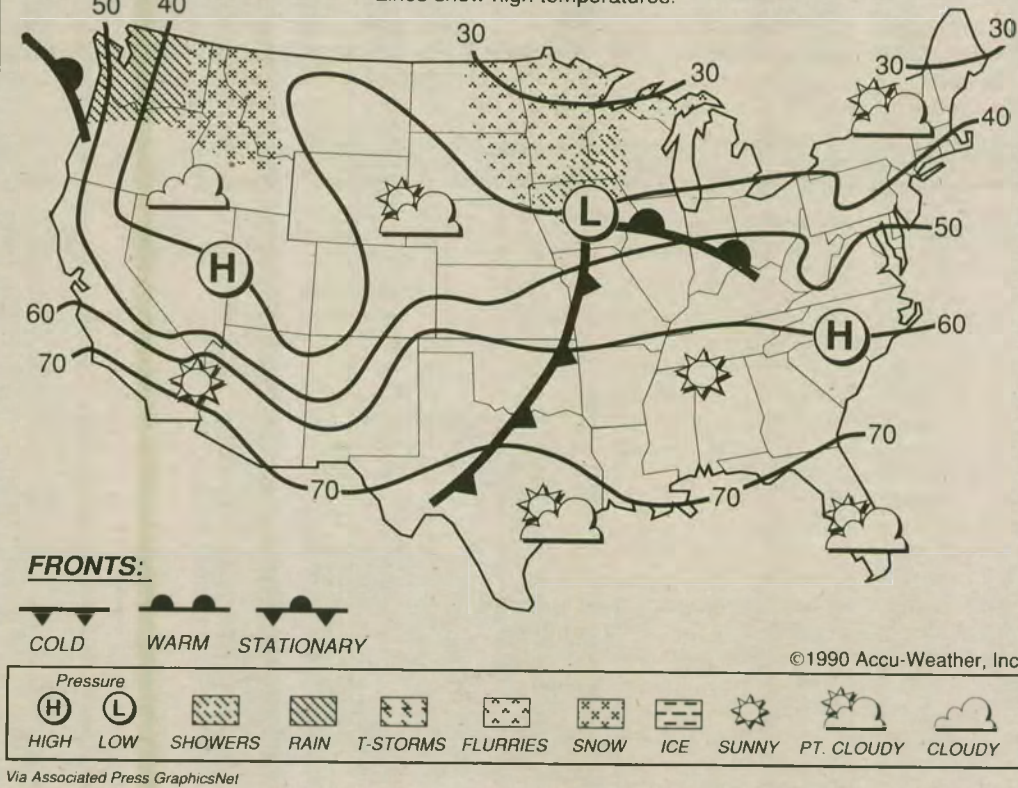 Lines show high temperatures.
50 40
30
30
30
30
40
L
50
H
60
60
H
70
70
70
70
FRONTS:
COLD WARM STATIONARY
©1990 Accu-Weather, Inc
Pressure
H L
HIGH LOW SHOWERS RAIN T-STORMS FLURRIES SNOW ICE SUNNY PT. CLOUDY CLOUDY
Via Associated Press GraphicsNet